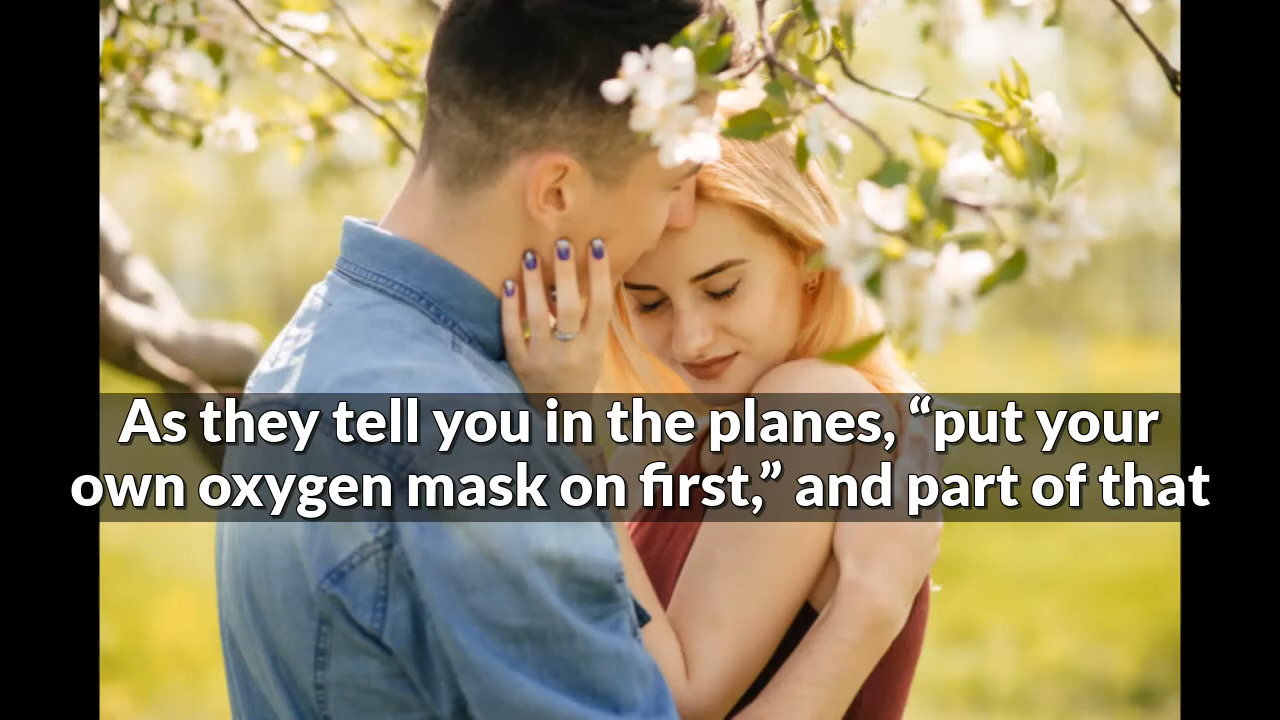 As they tell you in the planes, “put your
own oxygen mask on first,” and part of that